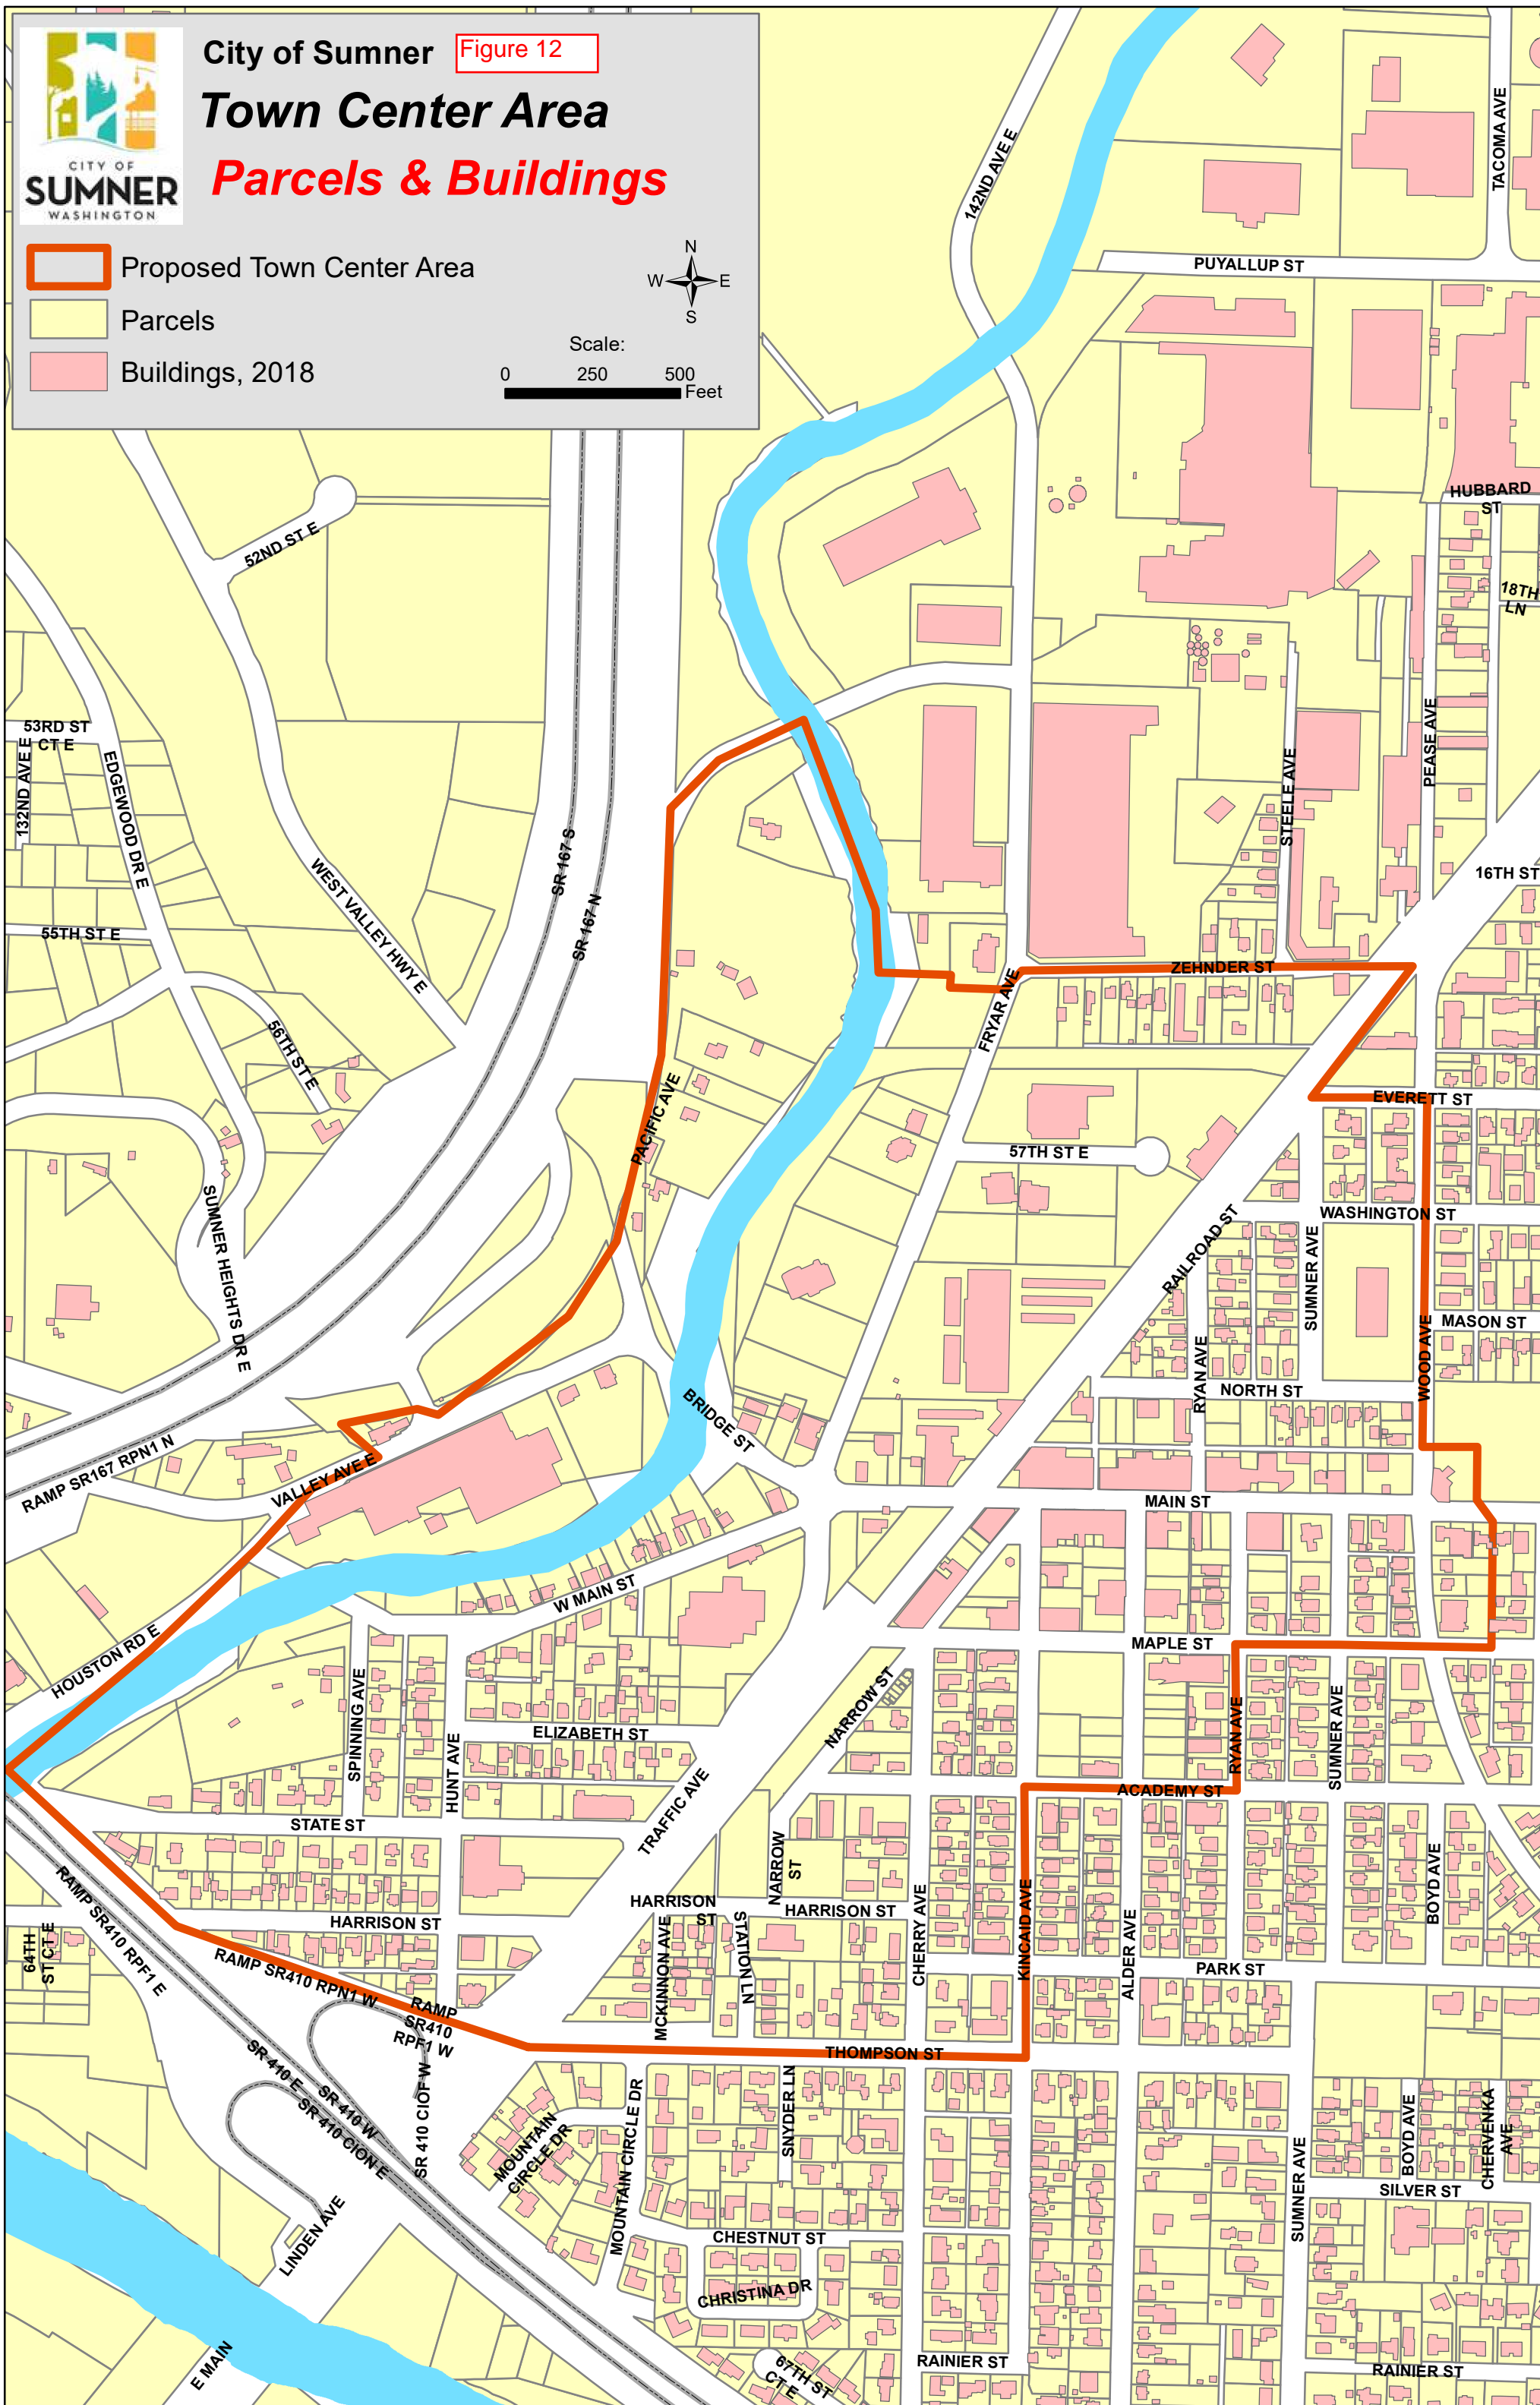 City of Sumner
Figure 12
Town Center Area
Parcels & Buildings
CITY OF
SUMNER
WASHINGTON
Proposed Town Center Area
Parcels
Buildings, 2018
N
W E
S
Scale:
0 250 500
Feet
142ND AVE E
TACOMA AVE
PUYALLUP ST
HUBBARD
ST
52ND ST E
18TH
LN
53RD ST
CT E
132ND AVE E
EDGEWOOD DR E
PEASE AVE
STEELE AVE
SR 167 S
SR 167 N
WEST VALLEY HWY E
16TH ST
55TH ST E
ZEHNDER ST
FRYAR AVE
56TH ST E
EVERETT ST
PACIFIC AVE
57TH ST E
SUMNER HEIGHTS DR E
WASHINGTON ST
RAILROAD ST
SUMNER AVE
MASON ST
WOOD AVE
RYAN AVE
NORTH ST
BRIDGE ST
RAMP SR167 RPN1 N
VALLEY AVE E
MAIN ST
W MAIN ST
HOUSTON RD E
MAPLE ST
SPINNING AVE
NARROW ST
RYAN AVE
SUMNER AVE
ELIZABETH ST
HUNT AVE
ACADEMY ST
TRAFFIC AVE
STATE ST
NARROW
ST
BOYD AVE
RAMP SR410 RPF1 E
HARRISON
ST
HARRISON ST
HARRISON ST
CHERRY AVE
KINCAID AVE
ALDER AVE
64TH
ST CT E
MCKINNON AVE
STATION LN
PARK ST
RAMP SR410 RPN1 W
RAMP
SR410
RPF1 W
THOMPSON ST
SR 410 E
SR 410 W
SR 410 CION E
SR 410 CIOF W
MOUNTAIN
CIRCLE DR
MOUNTAIN CIRCLE DR
SNYDER LN
BOYD AVE
CHERVENKA
AVE
SUMNER AVE
SILVER ST
LINDEN AVE
CHESTNUT ST
CHRISTINA DR
E MAIN
67TH ST
CT E
RAINIER ST
RAINIER ST